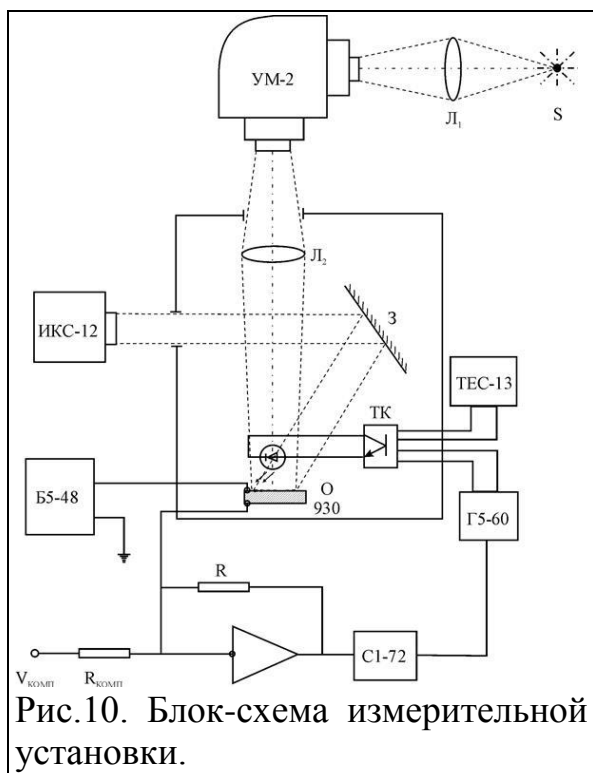 УМ-2
Л1
S
Л2
ИКС-12
З
ТЕС-13
ТК
Б5-48
О
930
Г5-60
R
VКОМП
RКОМП
С1-72
Рис.10. Блок-схема измерительной
установки.